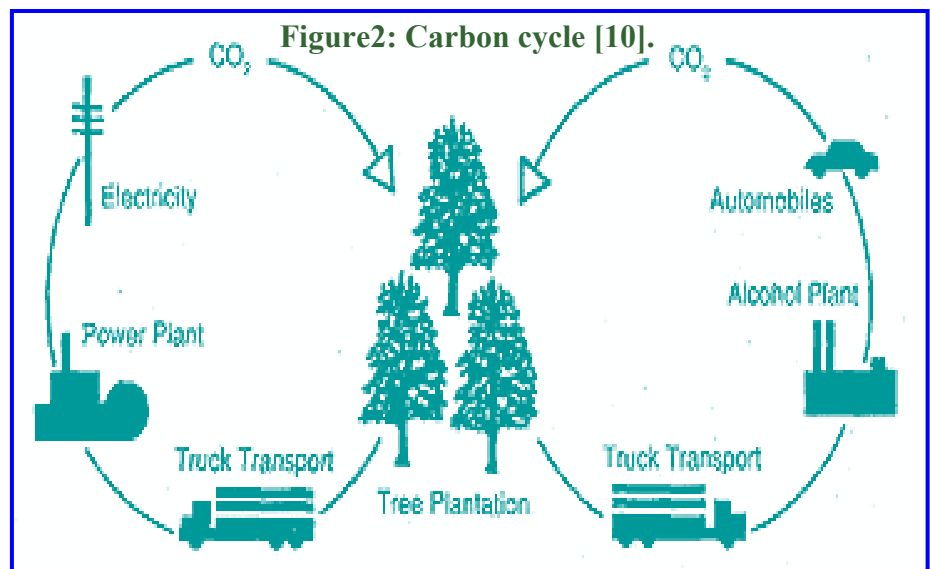 Figure2: Carbon cycle [10].
CO₂
CO₂
Electricity
Automobiles
Alcohol Plant
Power Plant
Truck Transport
Truck Transport
Tree Plantation